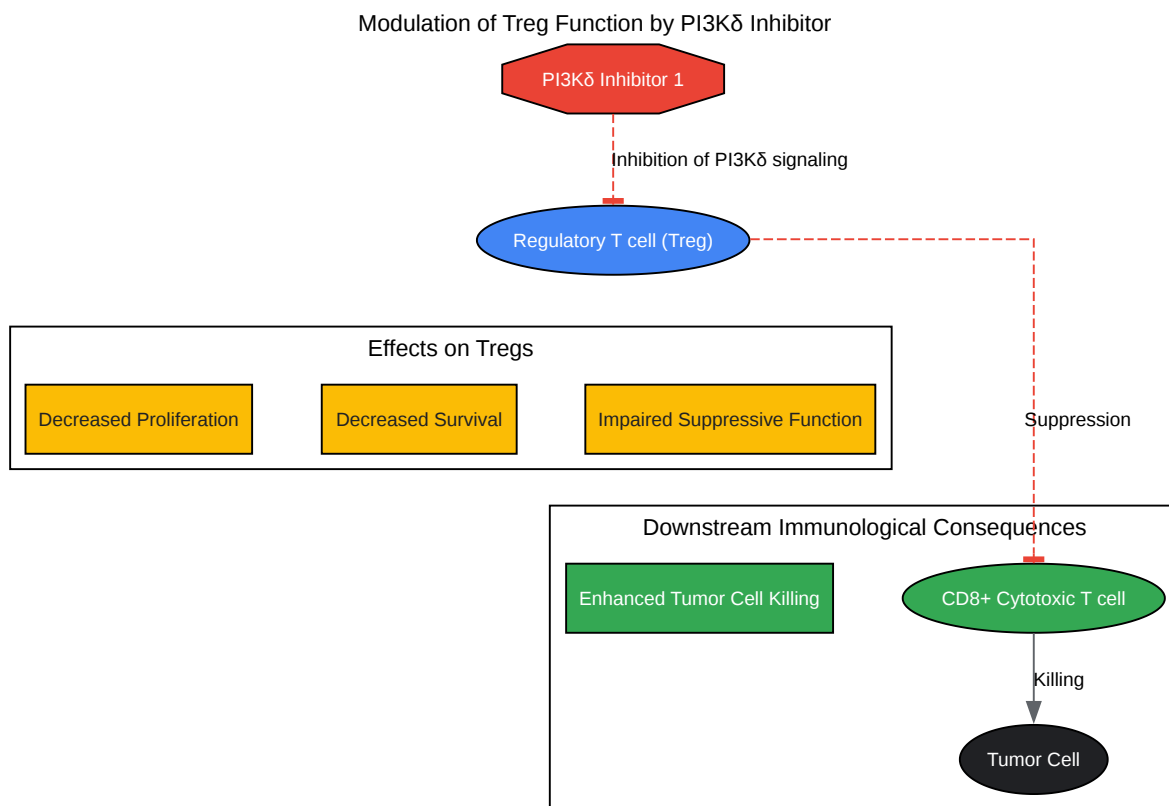 Modulation of Treg Function by PI3Kδ Inhibitor
PI3Kδ Inhibitor 1
Inhibition of PI3Kδ signaling
Regulatory T cell (Treg)
Effects on Tregs
Decreased Proliferation
Decreased Survival
Impaired Suppressive Function
Suppression
Downstream Immunological Consequences
Enhanced Tumor Cell Killing
CD8+ Cytotoxic T cell
Killing
Tumor Cell